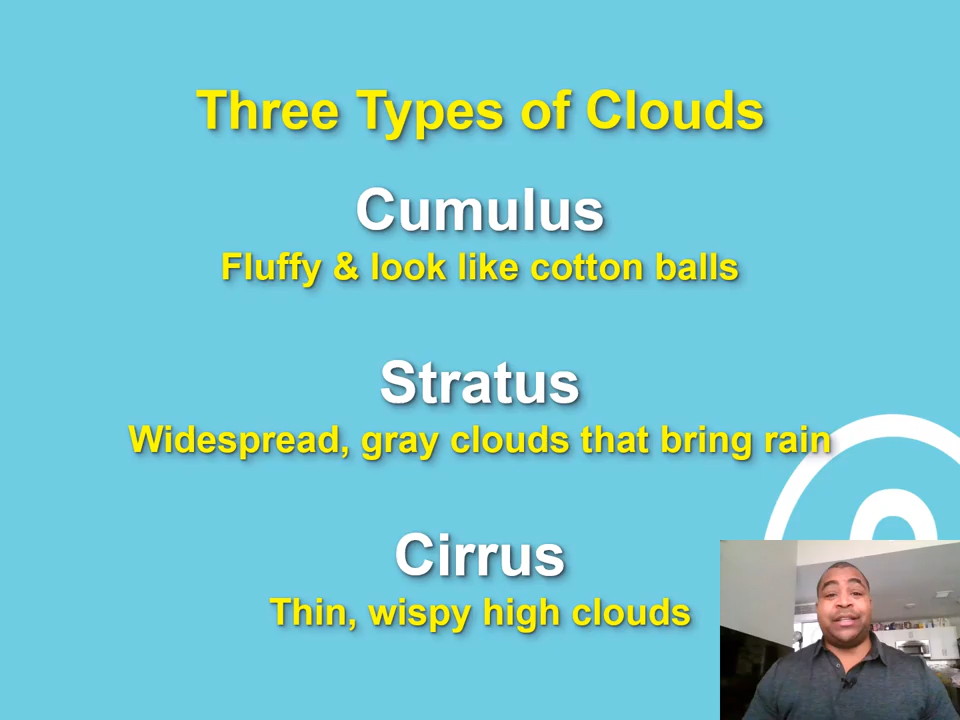 Three Types of Clouds
Cumulus
Fluffy & look like cotton balls
Stratus
Widespread, gray clouds that bring rain
Cirrus
Thin, wispy high clouds